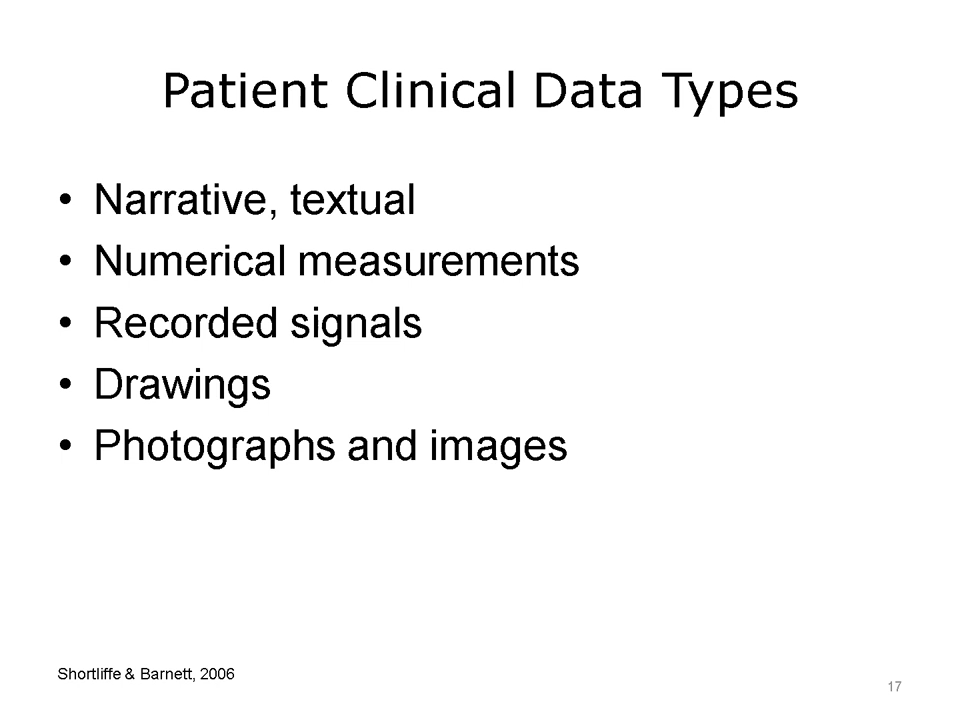 Patient Clinical Data Types
• Narrative, textual
• Numerical measurements
• Recorded signals
• Drawings
• Photographs and images
Shortliffe & Barnett, 2006
17